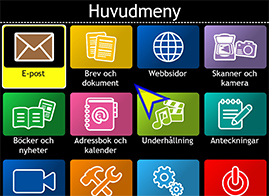 Huvudmeny
E-post
Brev och
dokument
Webbsidor
Skanner och
kamera
Böcker och
nyheter
Adressbok och
kalender
Underhållning
Anteckningar